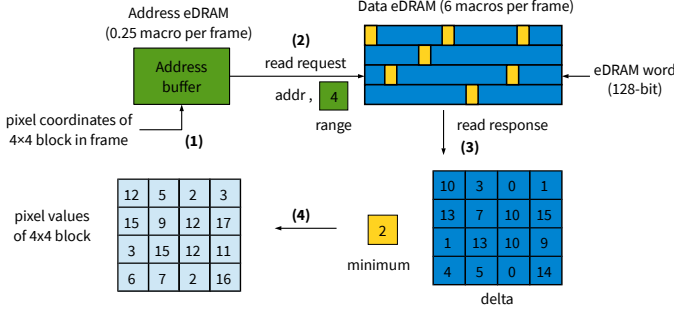 Address eDRAM
(0.25 macro per frame)
Data eDRAM (6 macros per frame)
Address
buffer
(2)
read request
addr , 4
range
eDRAM word
(128-bit)
pixel coordinates of
4×4 block in frame
(1)
read response
(3)
pixel values
of 4x4 block
12 5 2 3
15 9 12 17
3 15 12 11
6 7 2 16
(4)
2
minimum
10 3 0 1
13 7 10 15
1 13 10 9
4 5 0 14
delta